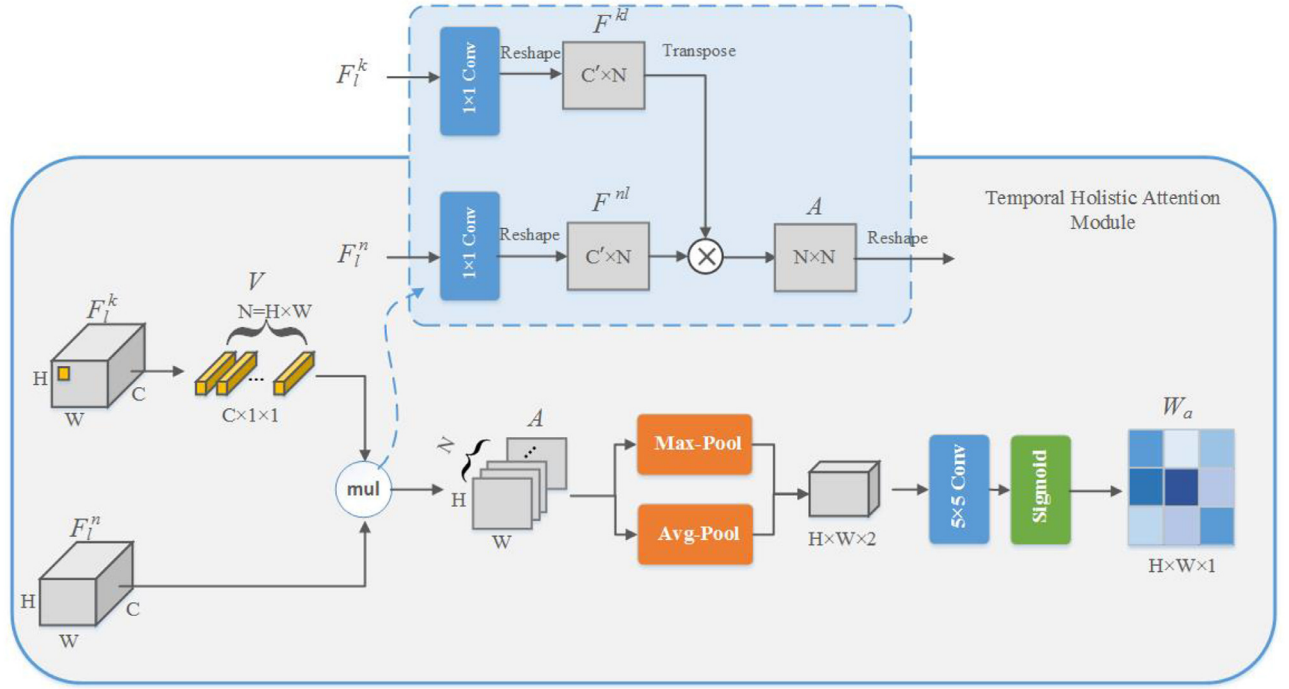 F_l^k
1×1 Conv
Reshape
F^{kl}
C′×N
Transpose
F_l^n
1×1 Conv
Reshape
F^{nl}
C′×N
A
N×N
Reshape
Temporal Holistic Attention
Module
F_l^k
H
W
C
V
N=H×W
...
C×1×1
F_l^n
H
W
C
mul
N
A
...
H
W
Max-Pool
Avg-Pool
H×W×2
5×5 Conv
Sigmoid
W_a
H×W×1